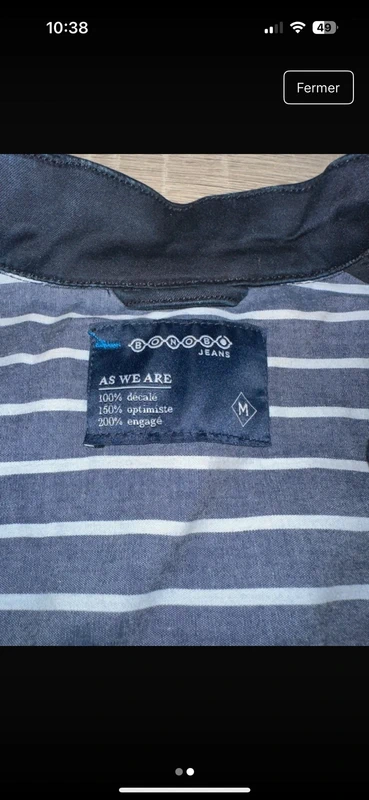 10:38
49
Fermer
BONOBO
JEANS
AS WE ARE
100% décalé
150% optimiste
200% engagé
M